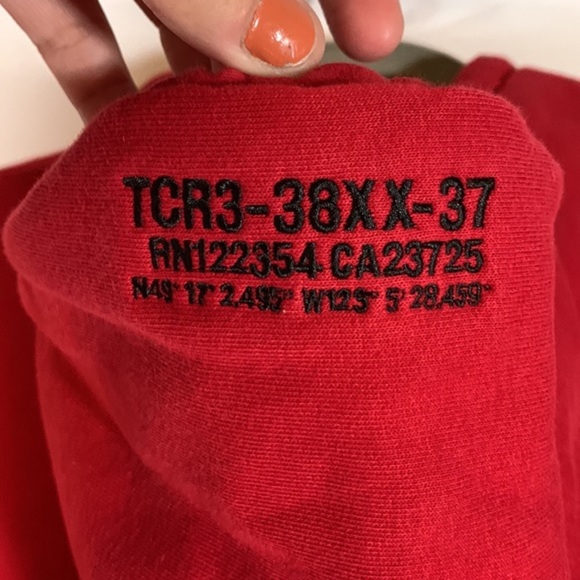 TCR3-38XX-37
RN122354 CA23725
N49° 17' 2.495" W123° 5' 28.459"